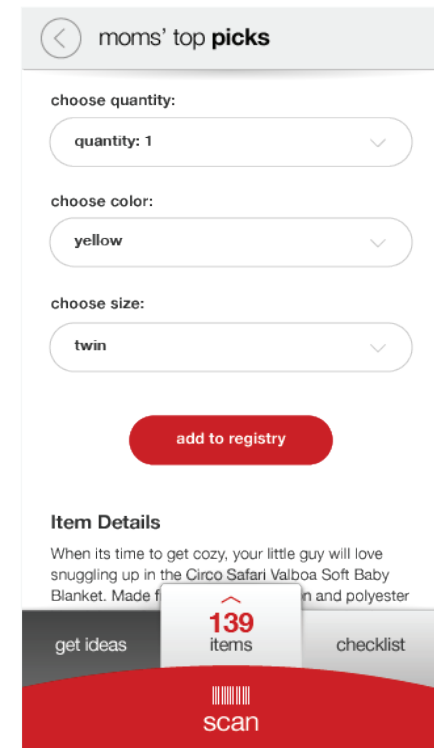 moms' top picks
choose quantity:
quantity: 1
choose color:
yellow
choose size:
twin
add to registry
Item Details
When its time to get cozy, your little guy will love
snuggling up in the Circo Safari Valboa Soft Baby
Blanket. Made and polyester
get ideas
139
items
checklist
scan